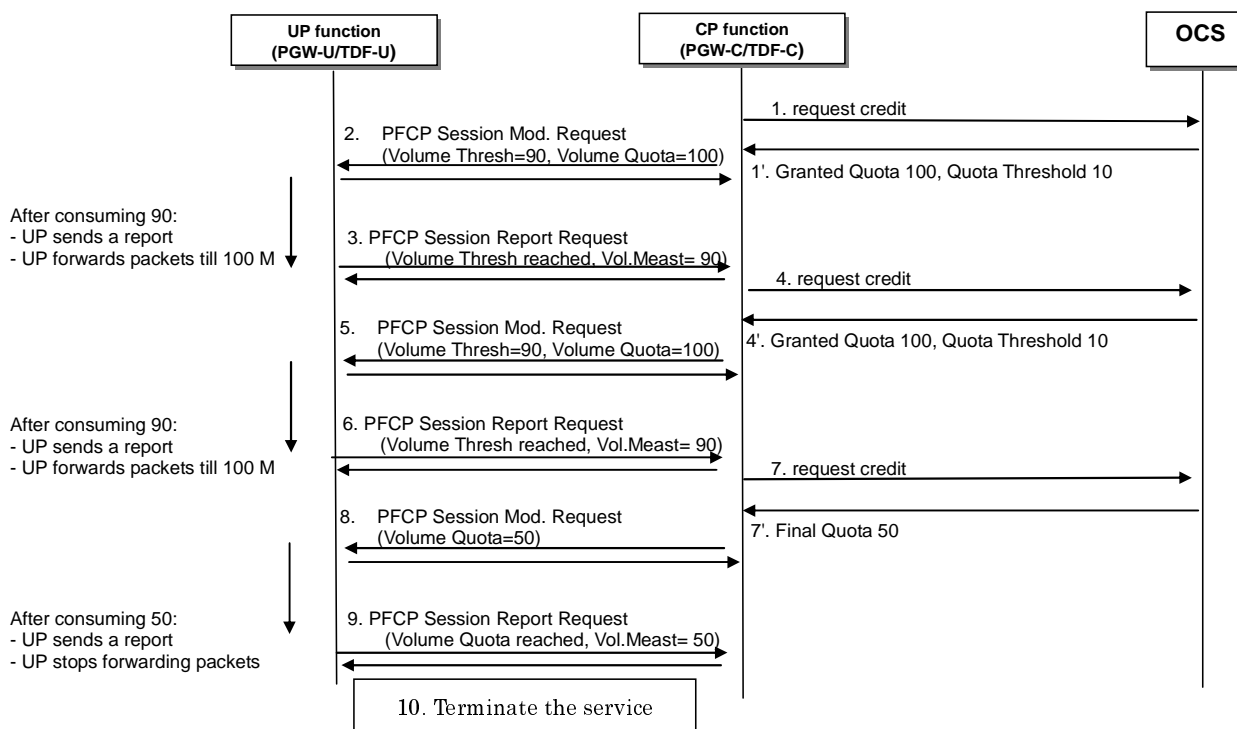 UP function
(PGW-U/TDF-U)
CP function
(PGW-C/TDF-C)
OCS
1. request credit
2. PFCP Session Mod. Request
(Volume Thresh=90, Volume Quota=100)
1'. Granted Quota 100, Quota Threshold 10
After consuming 90:
- UP sends a report
- UP forwards packets till 100 M
3. PFCP Session Report Request
(Volume Thresh reached, Vol.Meast= 90)
4. request credit
5. PFCP Session Mod. Request
(Volume Thresh=90, Volume Quota=100)
4'. Granted Quota 100, Quota Threshold 10
After consuming 90:
- UP sends a report
- UP forwards packets till 100 M
6. PFCP Session Report Request
(Volume Thresh reached, Vol.Meast= 90)
7. request credit
8. PFCP Session Mod. Request
(Volume Quota=50)
7'. Final Quota 50
After consuming 50:
- UP sends a report
- UP stops forwarding packets
9. PFCP Session Report Request
(Volume Quota reached, Vol.Meast= 50)
10. Terminate the service